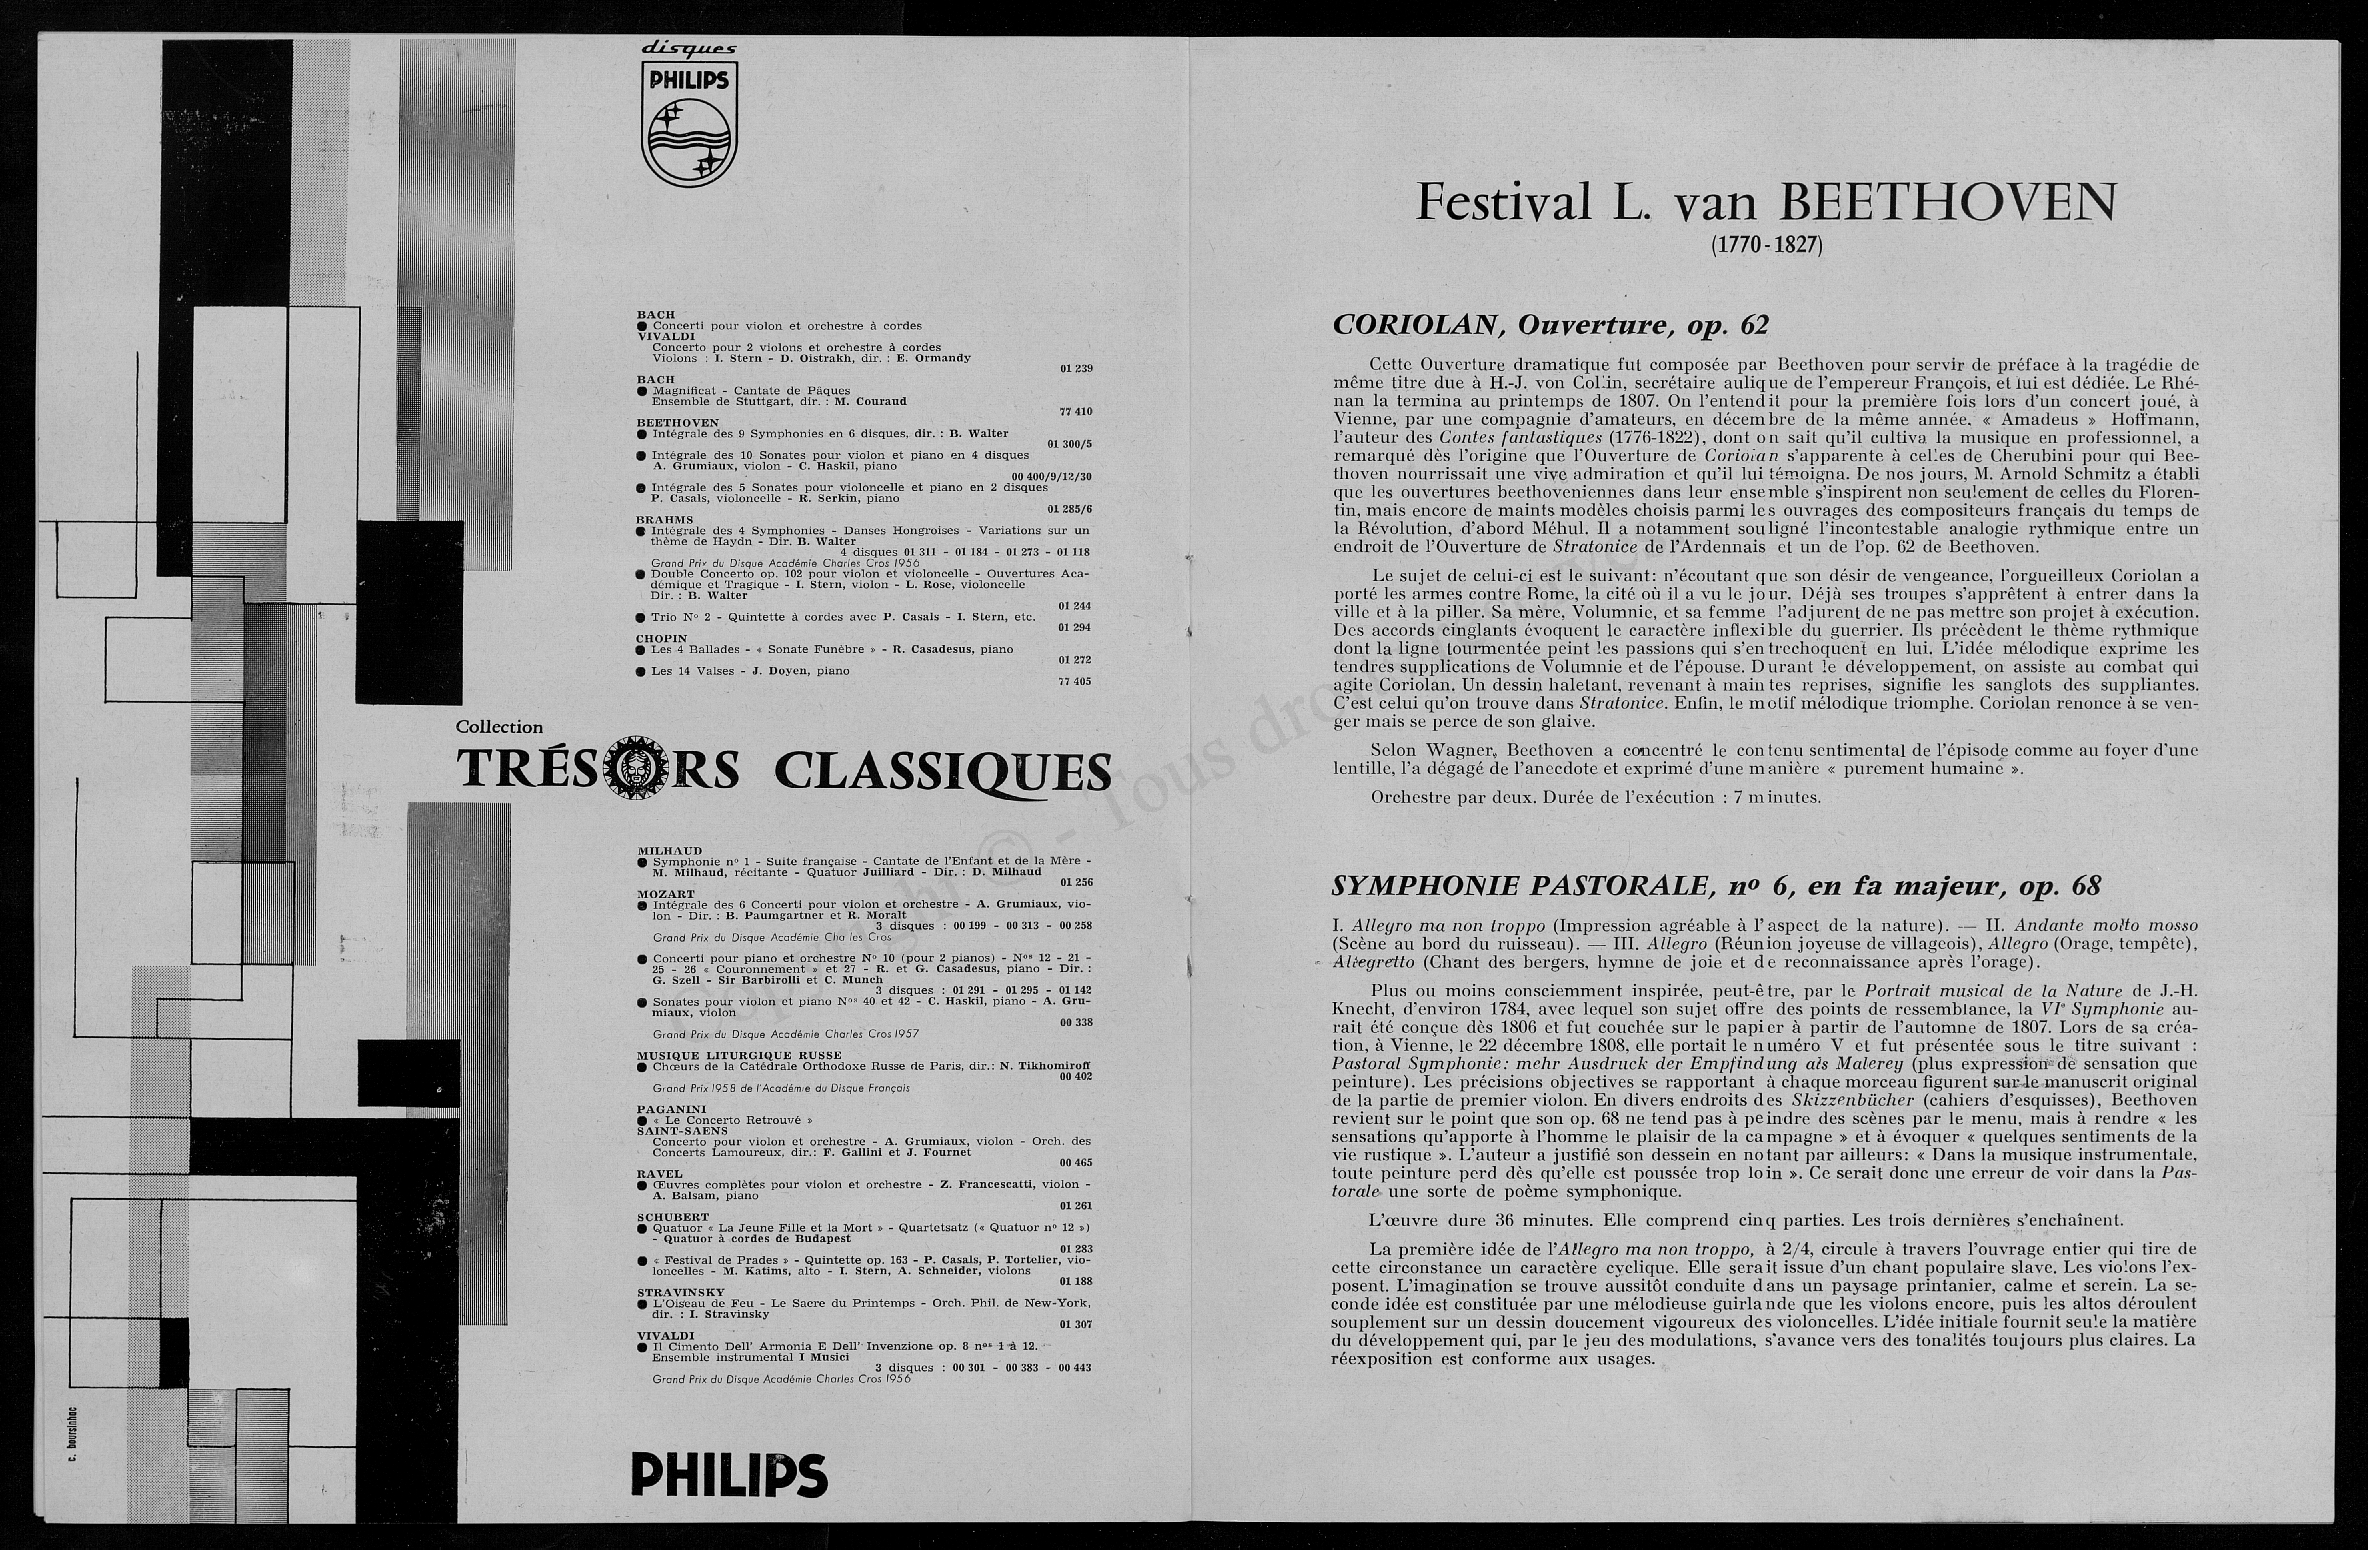 disques
PHILIPS
BACH
● Concerti pour violon et orchestre à cordes
VIVALDI
Concerto pour 2 violons et orchestre à cordes
Violons : I. Stern - D. Oistrakh, dir. : E. Ormandy
01 239
BACH
● Magnificat - Cantate de Pâques
Ensemble de Stuttgart, dir. : M. Couraud
77 410
BEETHOVEN
● Intégrale des 9 Symphonies en 6 disques, dir. : B. Walter
01 300/5
● Intégrale des 10 Sonates pour violon et piano en 4 disques
A. Grumiaux, violon - C. Haskil, piano
00 400/9/12/30
● Intégrale des 5 Sonates pour violoncelle et piano en 2 disques
P. Casals, violoncelle - R. Serkin, piano
01 285/6
BRAHMS
● Intégrale des 4 Symphonies - Danses Hongroises - Variations sur un
thème de Haydn - Dir. B. Walter
4 disques 01 311 - 01 184 - 01 273 - 01 118
Grand Prix du Disque Académie Charles Cros 1956
● Double Concerto op. 102 pour violon et violoncelle - Ouvertures Aca-
démique et Tragique - I. Stern, violon - L. Rose, violoncelle
Dir. : B. Walter
01 244
● Trio N° 2 - Quintette à cordes avec P. Casals - I. Stern, etc.
01 294
CHOPIN
● Les 4 Ballades - « Sonate Funèbre » - R. Casadesus, piano
01 272
● Les 14 Valses - J. Doyen, piano
77 405
Collection
TRÉSORS CLASSIQUES
MILHAUD
● Symphonie n° 1 - Suite française - Cantate de l'Enfant et de la Mère -
M. Milhaud, récitante - Quatuor Juilliard - Dir. : D. Milhaud
01 256
MOZART
● Intégrale des 6 Concerti pour violon et orchestre - A. Grumiaux, vio-
lon - Dir. : B. Paumgartner et R. Moralt
3 disques : 00 199 - 00 313 - 00 258
Grand Prix du Disque Académie Cha les Cros
● Concerti pour piano et orchestre N° 10 (pour 2 pianos) - Nos 12 - 21 -
25 - 26 « Couronnement » et 27 - R. et G. Casadesus, piano - Dir. :
G. Szell - Sir Barbirolli et C. Munch
3 disques : 01 291 - 01 295 - 01 142
● Sonates pour violon et piano Nos 40 et 42 - C. Haskil, piano - A. Gru-
miaux, violon
00 338
Grand Prix du Disque Académie Charles Cros 1957
MUSIQUE LITURGIQUE RUSSE
● Chœurs de la Catédrale Orthodoxe Russe de Paris, dir.: N. Tikhomiroff
00 402
Grand Prix 1958 de l'Académie du Disque Français
PAGANINI
● « Le Concerto Retrouvé »
SAINT-SAENS
Concerto pour violon et orchestre - A. Grumiaux, violon - Orch. des
Concerts Lamoureux, dir.: F. Gallini et J. Fournet
00 465
RAVEL
● Œuvres complètes pour violon et orchestre - Z. Francescatti, violon -
A. Balsam, piano
01 261
SCHUBERT
● Quatuor « La Jeune Fille et la Mort » - Quartetsatz (« Quatuor n° 12 »)
- Quatuor à cordes de Budapest
01 283
● « Festival de Prades » - Quintette op. 163 - P. Casals, P. Tortelier, vio-
loncelles - M. Katims, alto - I. Stern, A. Schneider, violons
01 188
STRAVINSKY
● L'Oiseau de Feu - Le Sacre du Printemps - Orch. Phil. de New-York,
dir. : I. Stravinsky
01 307
VIVALDI
● Il Cimento Dell' Armonia E Dell' Invenzione op. 8 nos 1 à 12.
Ensemble instrumental I Musici
3 disques : 00 301 - 00 383 - 00 443
Grand Prix du Disque Académie Charles Cros 1956
c. boursinhac
PHILIPS
Festival L. van BEETHOVEN
(1770-1827)
CORIOLAN, Ouverture, op. 62
Cette Ouverture dramatique fut composée par Beethoven pour servir de préface à la tragédie de
même titre due à H.-J. von Collin, secrétaire aulique de l'empereur François, et lui est dédiée. Le Rhé-
nan la termina au printemps de 1807. On l'entendit pour la première fois lors d'un concert joué, à
Vienne, par une compagnie d'amateurs, en décembre de la même année. « Amadeus » Hoffmann,
l'auteur des Contes fantastiques (1776-1822), dont on sait qu'il cultiva la musique en professionnel, a
remarqué dès l'origine que l'Ouverture de Coriolan s'apparente à celles de Cherubini pour qui Bee-
thoven nourrissait une vive admiration et qu'il lui témoigna. De nos jours, M. Arnold Schmitz a établi
que les ouvertures beethoveniennes dans leur ensemble s'inspirent non seulement de celles du Floren-
tin, mais encore de maints modèles choisis parmi les ouvrages des compositeurs français du temps de
la Révolution, d'abord Méhul. Il a notamment souligné l'incontestable analogie rythmique entre un
endroit de l'Ouverture de Stratonice de l'Ardennais et un de l'op. 62 de Beethoven.
Le sujet de celui-ci est le suivant: n'écoutant que son désir de vengeance, l'orgueilleux Coriolan a
porté les armes contre Rome, la cité où il a vu le jour. Déjà ses troupes s'apprêtent à entrer dans la
ville et à la piller. Sa mère, Volumnie, et sa femme l'adjurent de ne pas mettre son projet à exécution.
Des accords cinglants évoquent le caractère inflexible du guerrier. Ils précèdent le thème rythmique
dont la ligne tourmentée peint les passions qui s'entrechoquent en lui. L'idée mélodique exprime les
tendres supplications de Volumnie et de l'épouse. Durant le développement, on assiste au combat qui
agite Coriolan. Un dessin haletant, revenant à maintes reprises, signifie les sanglots des suppliantes.
C'est celui qu'on trouve dans Stratonice. Enfin, le motif mélodique triomphe. Coriolan renonce à se ven-
ger mais se perce de son glaive.
Selon Wagner, Beethoven a concentré le contenu sentimental de l'épisode comme au foyer d'une
lentille, l'a dégagé de l'anecdote et exprimé d'une manière « purement humaine ».
Orchestre par deux. Durée de l'exécution : 7 minutes.
SYMPHONIE PASTORALE, no 6, en fa majeur, op. 68
I. Allegro ma non troppo (Impression agréable à l'aspect de la nature). — II. Andante molto mosso
(Scène au bord du ruisseau). — III. Allegro (Réunion joyeuse de villageois), Allegro (Orage, tempête),
Allegretto (Chant des bergers, hymne de joie et de reconnaissance après l'orage).
Plus ou moins consciemment inspirée, peut-être, par le Portrait musical de la Nature de J.-H.
Knecht, d'environ 1784, avec lequel son sujet offre des points de ressemblance, la VIe Symphonie au-
rait été conçue dès 1806 et fut couchée sur le papier à partir de l'automne de 1807. Lors de sa créa-
tion, à Vienne, le 22 décembre 1808, elle portait le numéro V et fut présentée sous le titre suivant :
Pastoral Symphonie: mehr Ausdruck der Empfindung als Malerey (plus expression de sensation que
peinture). Les précisions objectives se rapportant à chaque morceau figurent sur le manuscrit original
de la partie de premier violon. En divers endroits des Skizzenbücher (cahiers d'esquisses), Beethoven
revient sur le point que son op. 68 ne tend pas à peindre des scènes par le menu, mais à rendre « les
sensations qu'apporte à l'homme le plaisir de la campagne » et à évoquer « quelques sentiments de la
vie rustique ». L'auteur a justifié son dessein en notant par ailleurs: « Dans la musique instrumentale,
toute peinture perd dès qu'elle est poussée trop loin ». Ce serait donc une erreur de voir dans la Pas-
torale une sorte de poème symphonique.
L'œuvre dure 36 minutes. Elle comprend cinq parties. Les trois dernières s'enchaînent.
La première idée de l'Allegro ma non troppo, à 2/4, circule à travers l'ouvrage entier qui tire de
cette circonstance un caractère cyclique. Elle serait issue d'un chant populaire slave. Les violons l'ex-
posent. L'imagination se trouve aussitôt conduite dans un paysage printanier, calme et serein. La se-
conde idée est constituée par une mélodieuse guirlande que les violons encore, puis les altos déroulent
souplement sur un dessin doucement vigoureux des violoncelles. L'idée initiale fournit seule la matière
du développement qui, par le jeu des modulations, s'avance vers des tonalités toujours plus claires. La
réexposition est conforme aux usages.